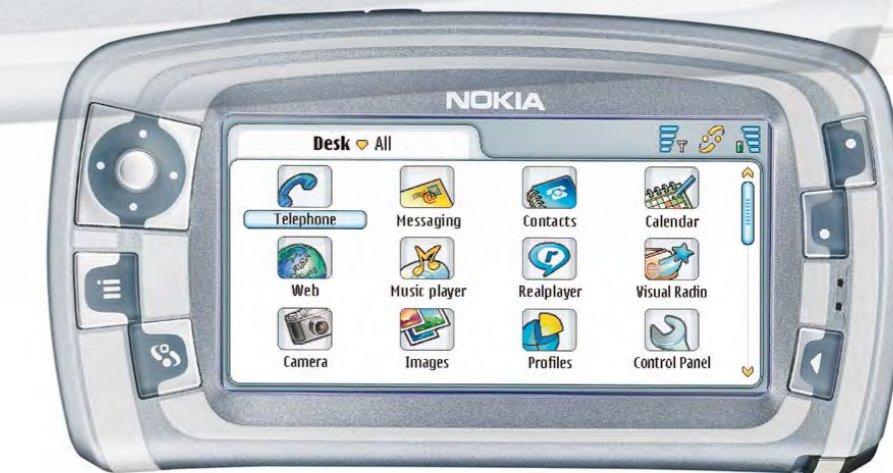 NOKIA
Desk All
Telephone Messaging Contacts Calendar
Web Music player Realplayer Visual Radio
Camera Images Profiles Control Panel